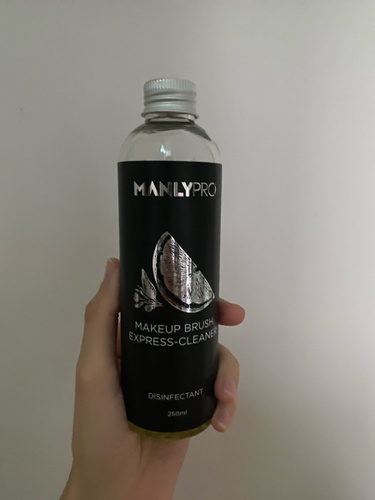 MANLYPRO
MAKEUP BRUSH
EXPRESS-CLEANER
DISINFECTANT
250ml